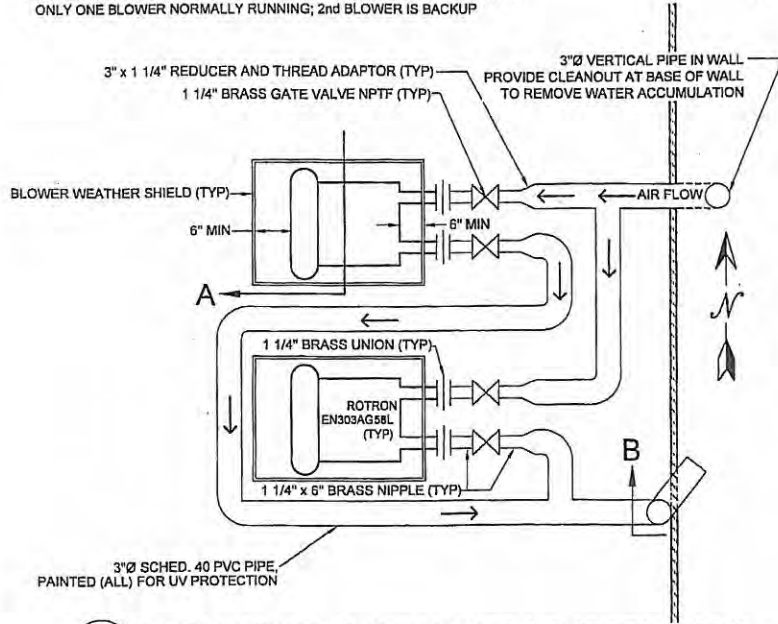 ONLY ONE BLOWER NORMALLY RUNNING; 2nd BLOWER IS BACKUP
3"Ø VERTICAL PIPE IN WALL
PROVIDE CLEANOUT AT BASE OF WALL
TO REMOVE WATER ACCUMULATION
3" x 1 1/4" REDUCER AND THREAD ADAPTOR (TYP)
1 1/4" BRASS GATE VALVE NPTF (TYP)
BLOWER WEATHER SHIELD (TYP)
AIR FLOW
6" MIN
6" MIN
A
N
1 1/4" BRASS UNION (TYP)
ROTRON
EN303AG58L
(TYP)
B
1 1/4" x 6" BRASS NIPPLE (TYP)
3"Ø SCHED. 40 PVC PIPE,
PAINTED (ALL) FOR UV PROTECTION